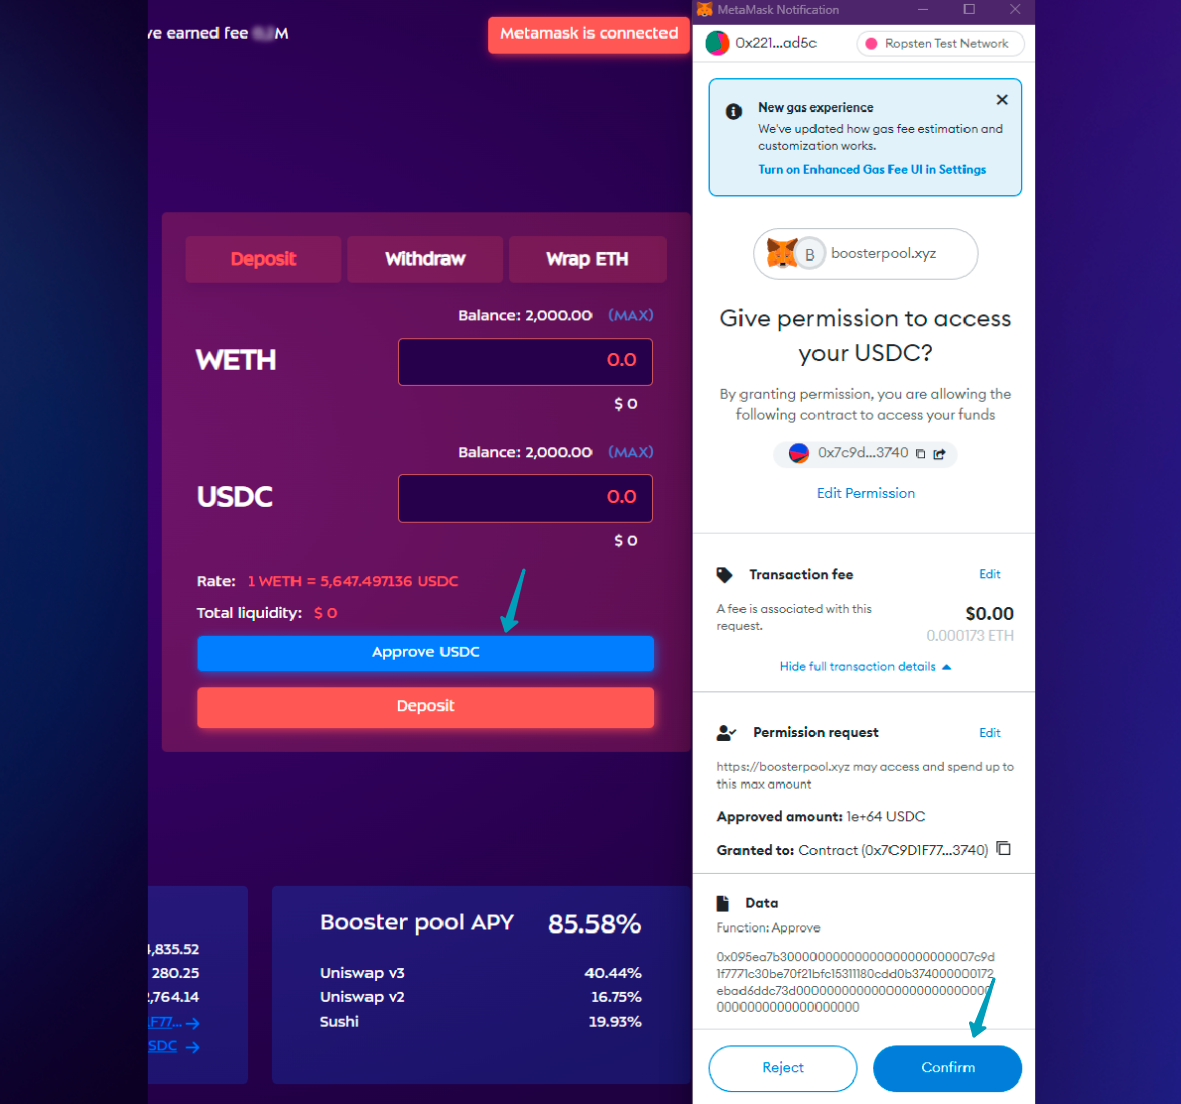 ve earned fee M
Metamask is connected
Deposit
Withdraw
Wrap ETH
Balance: 2,000.00 (MAX)
WETH
0.0
$ 0
Balance: 2,000.00 (MAX)
USDC
0.0
$ 0
Rate: 1 WETH = 5,647.497136 USDC
Total liquidity: $ 0
Approve USDC
Deposit
,835.52
280.25
2,764.14
1F77... →
SDC →
Booster pool APY 85.58%
Uniswap v3 40.44%
Uniswap v2 16.75%
Sushi 19.93%
MetaMask Notification
0x221...ad5c
Ropsten Test Network
New gas experience
We've updated how gas fee estimation and
customization works.
Turn on Enhanced Gas Fee UI in Settings
B
boosterpool.xyz
Give permission to access
your USDC?
By granting permission, you are allowing the
following contract to access your funds
0x7c9d...3740
Edit Permission
Transaction fee
Edit
A fee is associated with this
request.
$0.00
0.000173 ETH
Hide full transaction details
Permission request
Edit
https://boosterpool.xyz may access and spend up to
this max amount
Approved amount: 1e+64 USDC
Granted to: Contract (0x7C9D1F77...3740)
Data
Function: Approve
0x095ea7b30000000000000000000000007c9d
1f7771c30be70f21bfc15311180cdd0b374000000172
ebad6ddc73d00000000000000000000000
0000000000000000000
Reject
Confirm